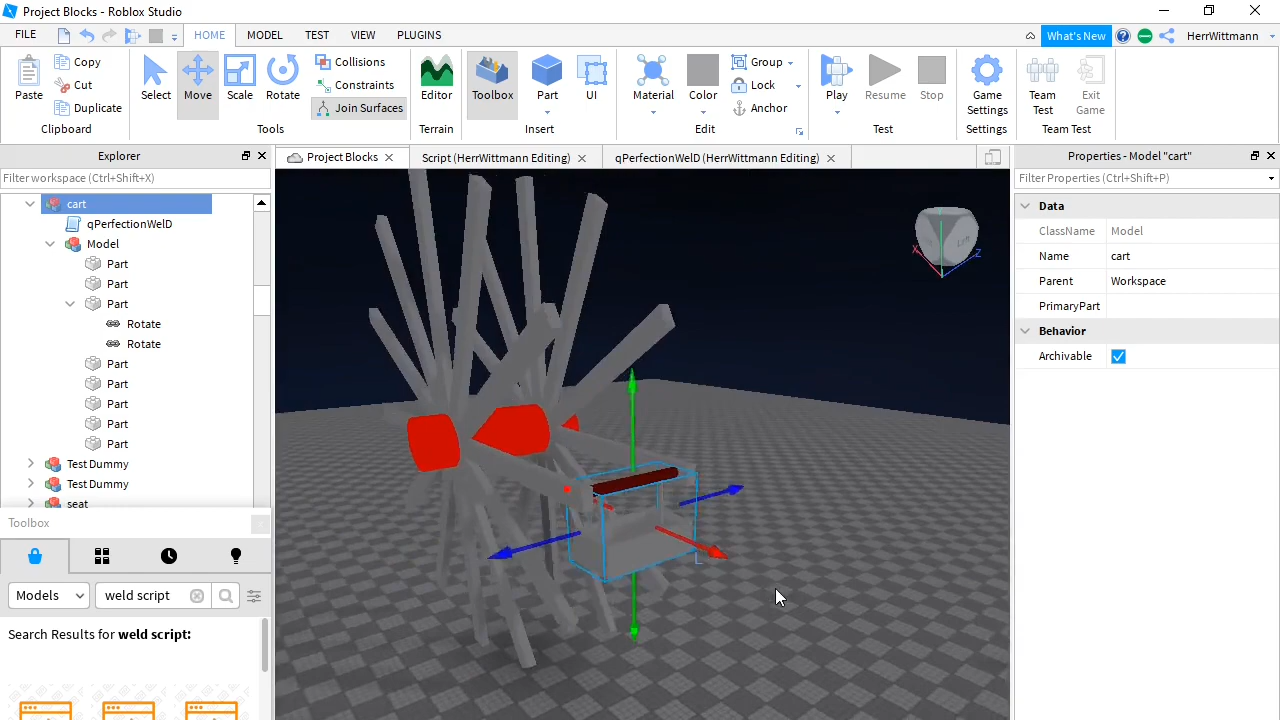 Project Blocks - Roblox Studio
FILE HOME MODEL TEST VIEW PLUGINS What's New HerrWittmann
Paste Copy Cut Duplicate Select Move Scale Rotate Collisions Constraints Join Surfaces Editor Toolbox Part UI Material Color Group Lock Anchor Play Resume Stop Game Settings Team Test Exit Game
Clipboard Tools Terrain Insert Edit Test Settings Team Test
Explorer
Filter workspace (Ctrl+Shift+X)
cart
qPerfectionWelD
Model
Part
Part
Part
Rotate
Rotate
Part
Part
Part
Part
Part
Test Dummy
Test Dummy
seat
Toolbox
Models weld script
Search Results for weld script:
Project Blocks Script (HerrWittmann Editing) qPerfectionWelD (HerrWittmann Editing)
Left
X
Z
L
Properties - Model "cart"
Filter Properties (Ctrl+Shift+P)
Data
ClassName Model
Name cart
Parent Workspace
PrimaryPart
Behavior
Archivable